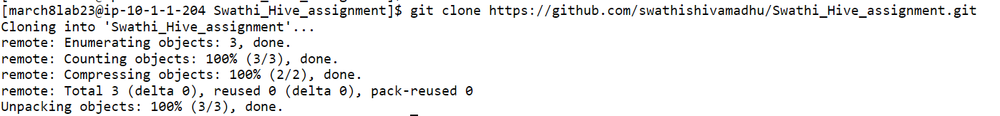 [march8lab23@ip-10-1-1-204 Swathi_Hive_assignment]$ git clone https://github.com/swathishivamadhu/Swathi_Hive_assignment.git
Cloning into 'Swathi_Hive_assignment'...
remote: Enumerating objects: 3, done.
remote: Counting objects: 100% (3/3), done.
remote: Compressing objects: 100% (2/2), done.
remote: Total 3 (delta 0), reused 0 (delta 0), pack-reused 0
Unpacking objects: 100% (3/3), done.